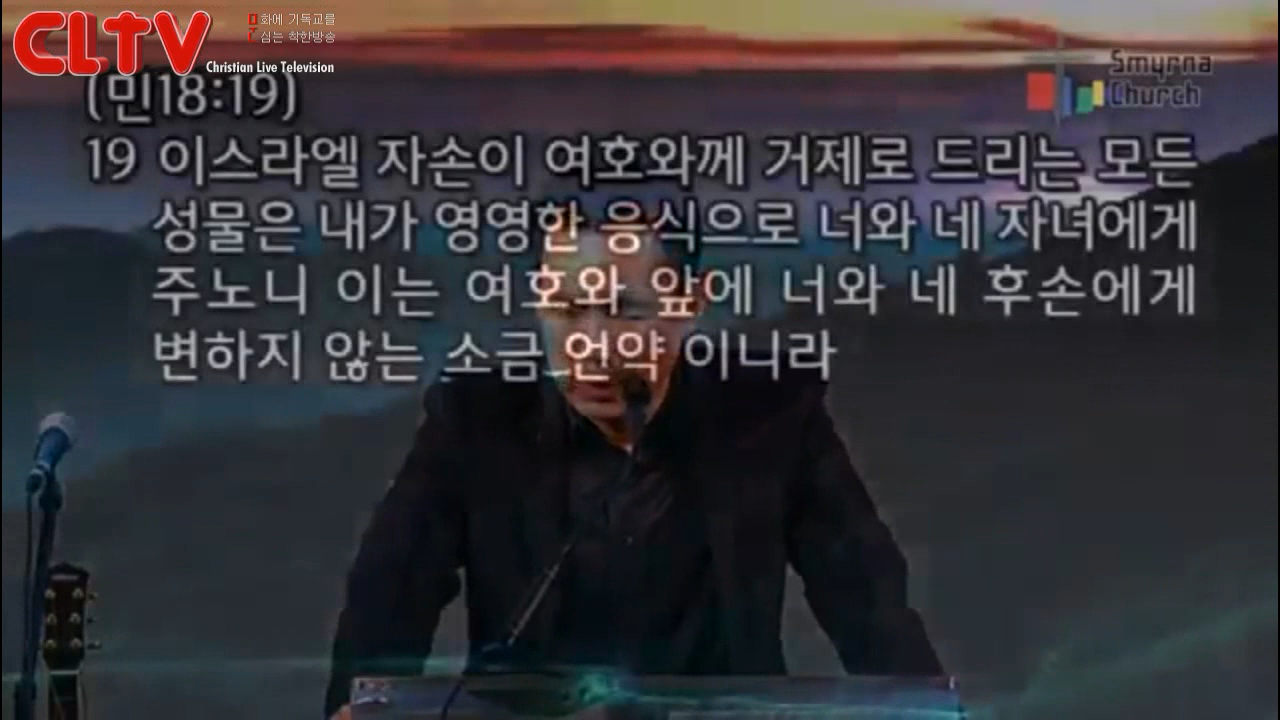 CLTV
문화에 기독교를
심는 착한방송
Christian Live Television
Smyrna
Church
(민18:19)
19 이스라엘 자손이 여호와께 거제로 드리는 모든
성물은 내가 영영한 응식으로 너와 네 자녀에게
주노니 이는 여호와 앞에 너와 네 후손에게
변하지 않는 소금 언약 이니라